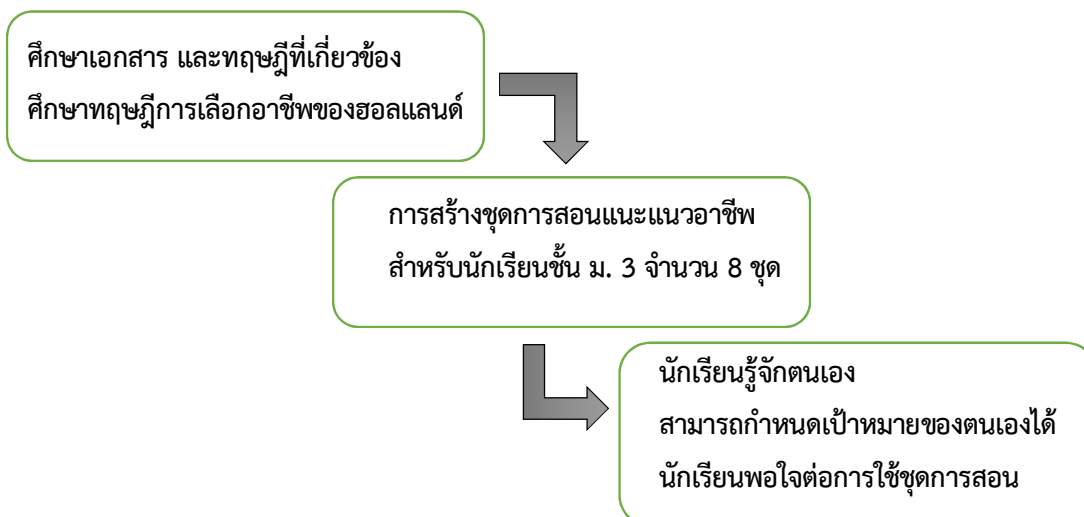 ศึกษาเอกสาร และทฤษฎีที่เกี่ยวข้อง
ศึกษาทฤษฎีการเลือกอาชีพของฮอลแลนด์
การสร้างชุดการสอนแนะแนวอาชีพ
สำหรับนักเรียนชั้น ม. 3 จำนวน 8 ชุด
นักเรียนรู้จักตนเอง
สามารถกำหนดเป้าหมายของตนเองได้
นักเรียนพอใจต่อการใช้ชุดการสอน